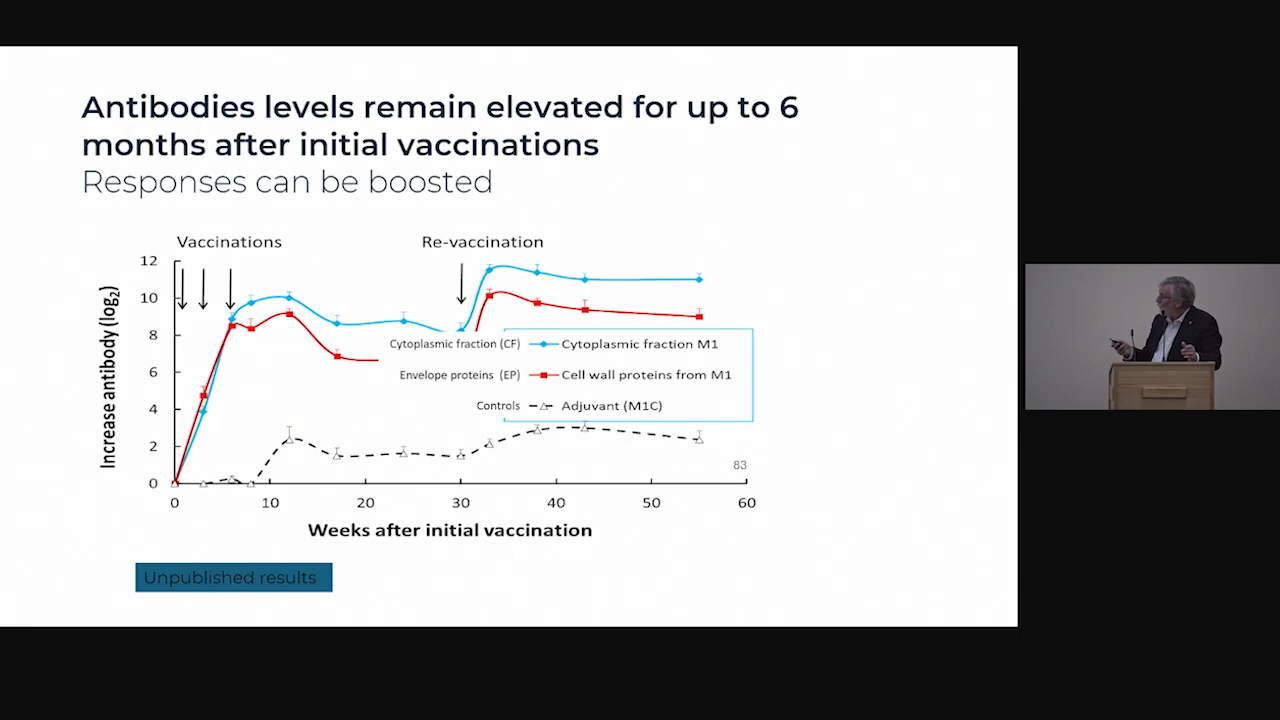 Antibodies levels remain elevated for up to 6
months after initial vaccinations
Responses can be boosted
Vaccinations
Re-vaccination
Increase antibody (log2)
12
10
8
6
4
2
0
Cytoplasmic fraction (CF) Cytoplasmic fraction M1
Envelope proteins (EP) Cell wall proteins from M1
Controls Adjuvant (M1C)
83
0 10 20 30 40 50 60
Weeks after initial vaccination
Unpublished results